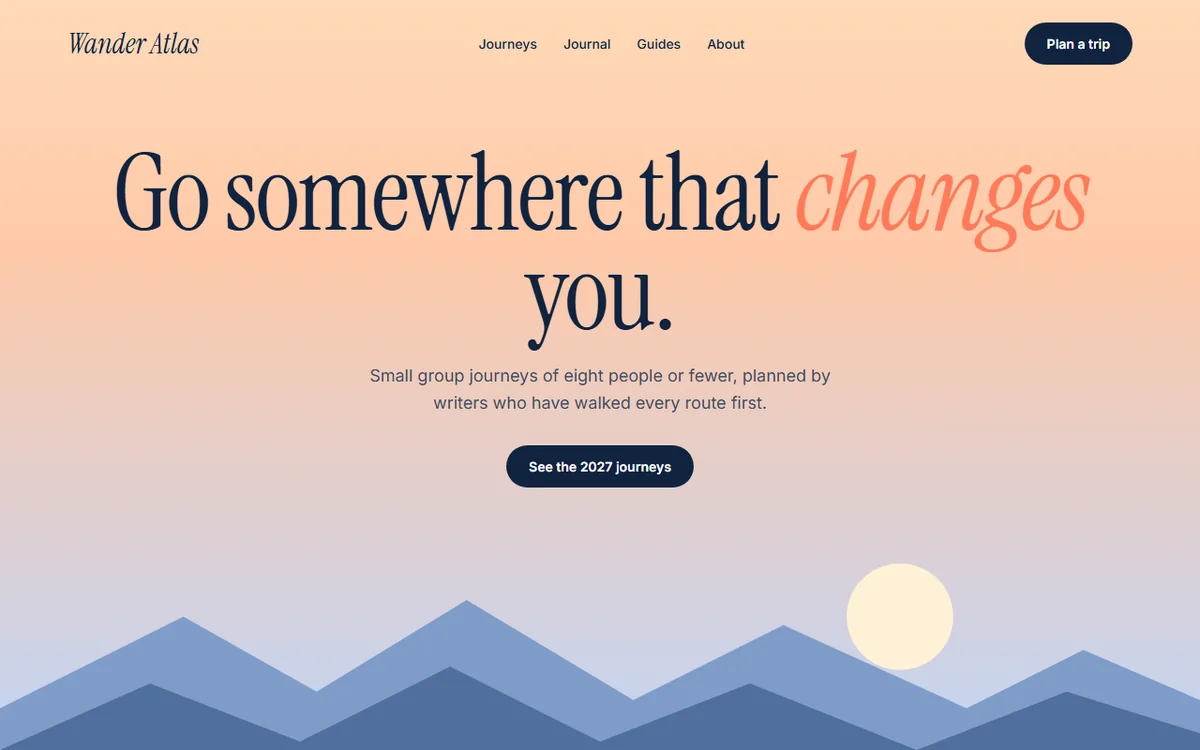 Wander Atlas
Journeys
Journal
Guides
About
Plan a trip
Go somewhere that changes
you.
Small group journeys of eight people or fewer, planned by
writers who have walked every route first.
See the 2027 journeys